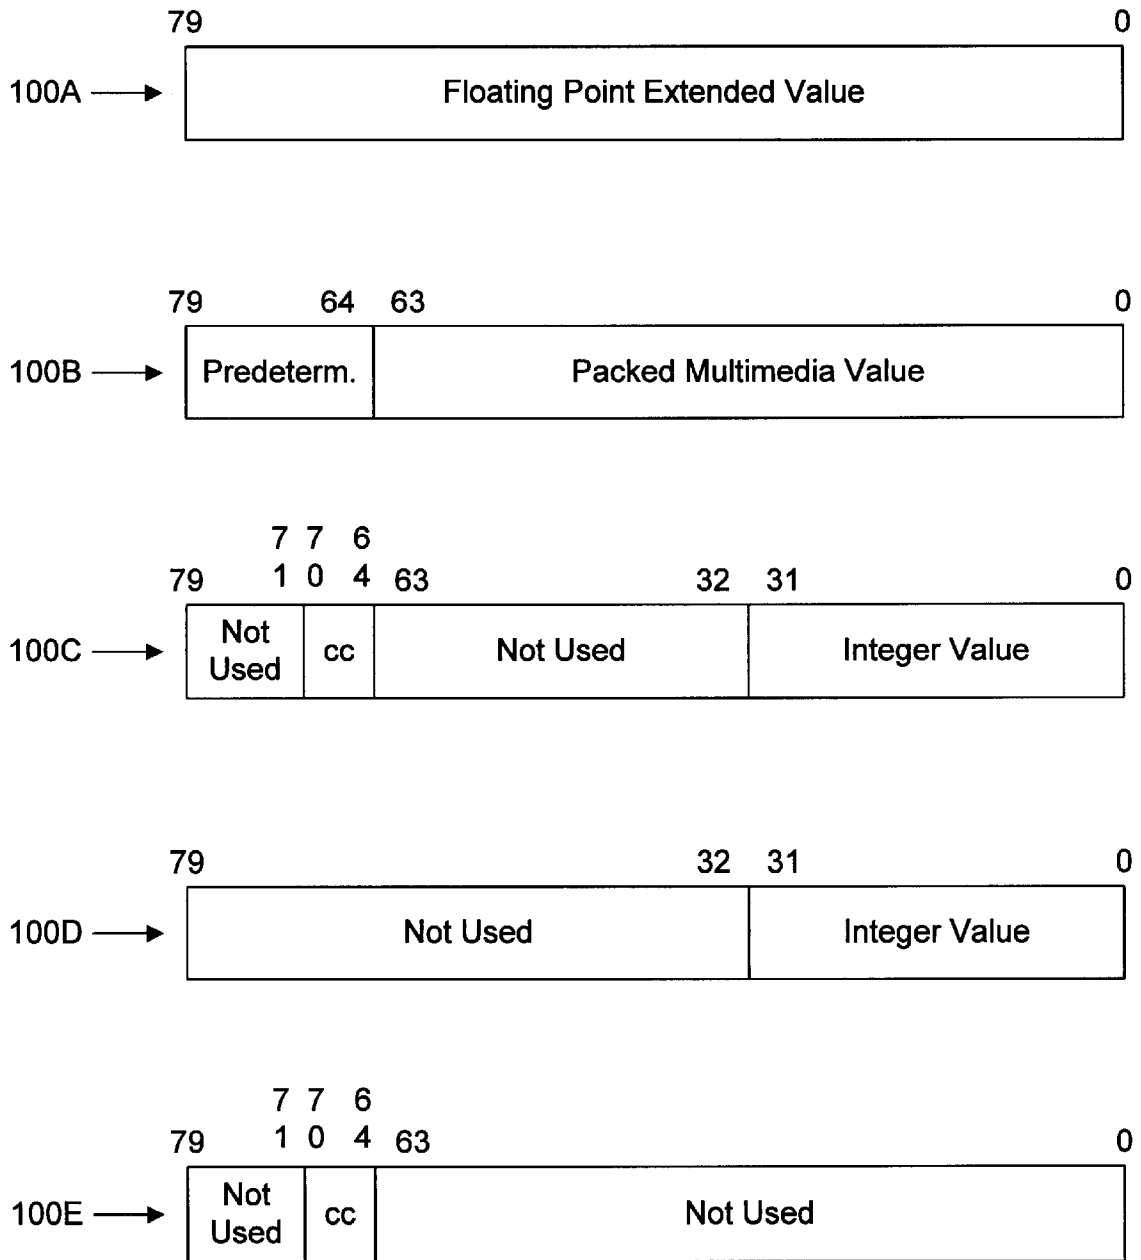 79 0
100A Floating Point Extended Value
79 64 63 0
100B Predeterm. Packed Multimedia Value
7 7 6
79 1 0 4 63 32 31 0
100C Not Used cc Not Used Integer Value
79 32 31 0
100D Not Used Integer Value
7 7 6
79 1 0 4 63 0
100E Not Used cc Not Used